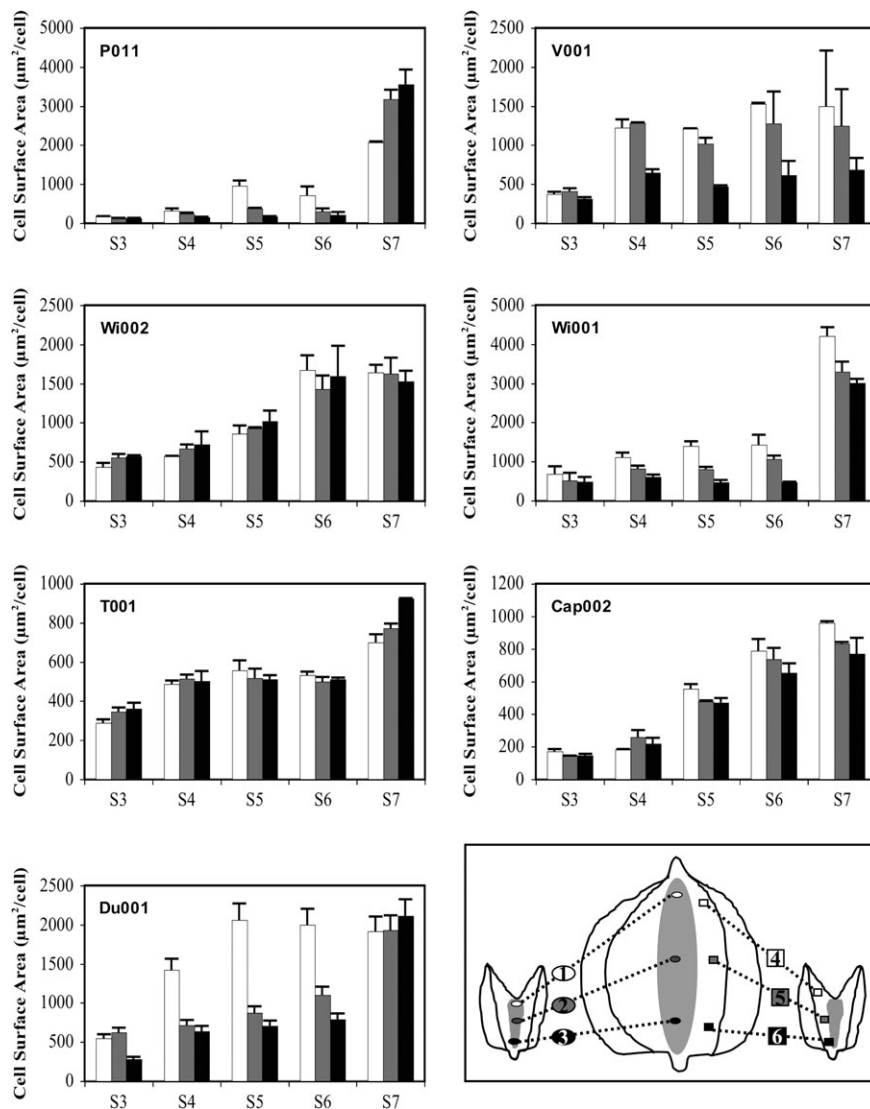 Cell Surface Area (µm²/cell)
P011
5000
4000
3000
2000
1000
0
S3 S4 S5 S6 S7
Cell Surface Area (µm²/cell)
V001
2500
2000
1500
1000
500
0
S3 S4 S5 S6 S7
Cell Surface Area (µm²/cell)
Wi002
2500
2000
1500
1000
500
0
S3 S4 S5 S6 S7
Cell Surface Area (µm²/cell)
Wi001
5000
4000
3000
2000
1000
0
S3 S4 S5 S6 S7
Cell Surface Area (µm²/cell)
T001
1000
800
600
400
200
0
S3 S4 S5 S6 S7
Cell Surface Area (µm²/cell)
Cap002
1200
1000
800
600
400
200
0
S3 S4 S5 S6 S7
Cell Surface Area (µm²/cell)
Du001
2500
2000
1500
1000
500
0
S3 S4 S5 S6 S7
1
2
3
4
5
6